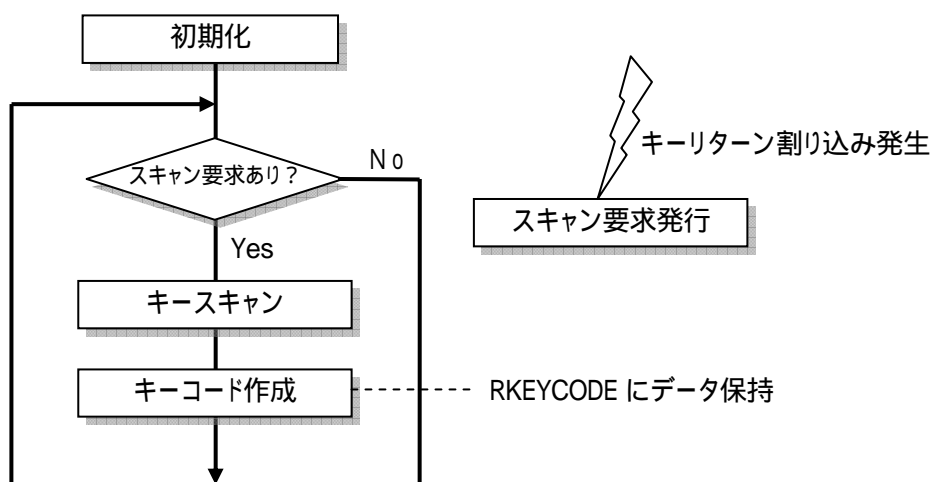 初期化
スキャン要求あり？
No
キーリターン割り込み発生
スキャン要求発行
Yes
キースキャン
キーコード作成
RKEYCODE にデータ保持